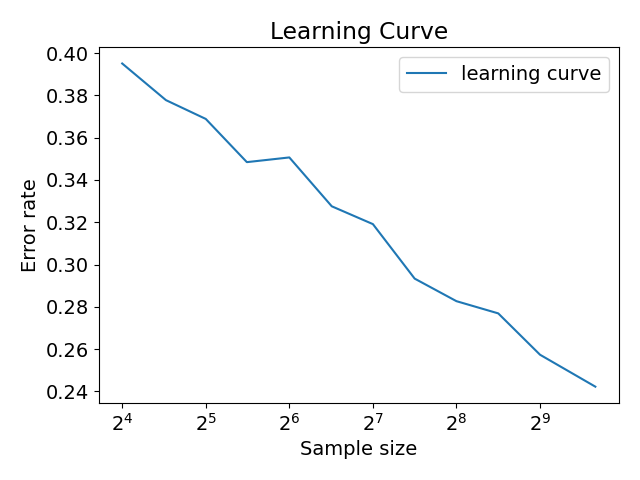 Learning Curve
learning curve
Error rate
0.40
0.38
0.36
0.34
0.32
0.30
0.28
0.26
0.24
2⁴ 2⁵ 2⁶ 2⁷ 2⁸ 2⁹
Sample size